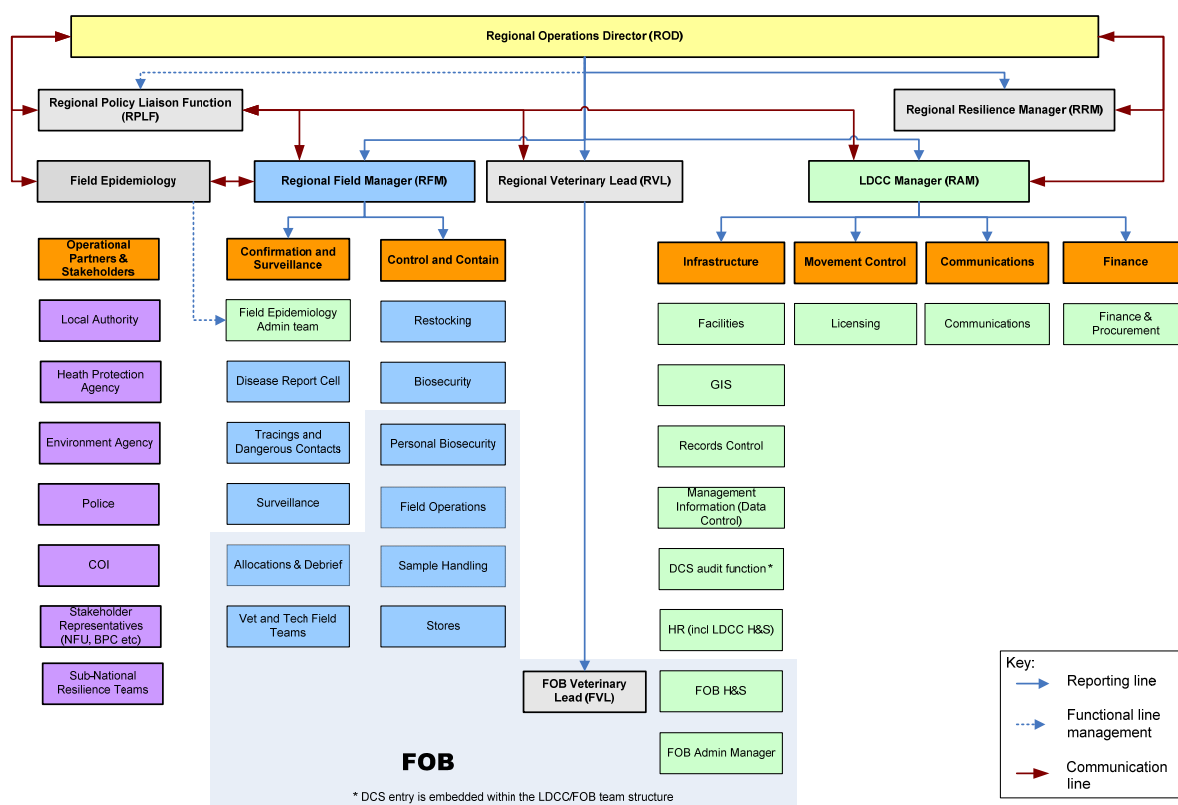 Regional Operations Director (ROD)
Regional Policy Liaison Function
(RPLF)
Regional Resilience Manager (RRM)
Field Epidemiology
Regional Field Manager (RFM)
Regional Veterinary Lead (RVL)
LDCC Manager (RAM)
Operational
Partners &
Stakeholders
Confirmation and
Surveillance
Control and Contain
Infrastructure
Movement Control
Communications
Finance
Local Authority
Field Epidemiology
Admin team
Restocking
Facilities
Licensing
Communications
Finance &
Procurement
Heath Protection
Agency
Disease Report Cell
Biosecurity
GIS
Environment Agency
Tracings and
Dangerous Contacts
Personal Biosecurity
Records Control
Police
Surveillance
Field Operations
Management
Information (Data
Control)
COI
Allocations & Debrief
Sample Handling
DCS audit function *
Stakeholder
Representatives
(NFU, BPC etc)
Vet and Tech Field
Teams
Stores
HR (incl LDCC H&S)
Sub-National
Resilience Teams
FOB Veterinary
Lead (FVL)
FOB H&S
FOB Admin Manager
FOB
* DCS entry is embedded within the LDCC/FOB team structure
Key:
Reporting line
Functional line
management
Communication
line